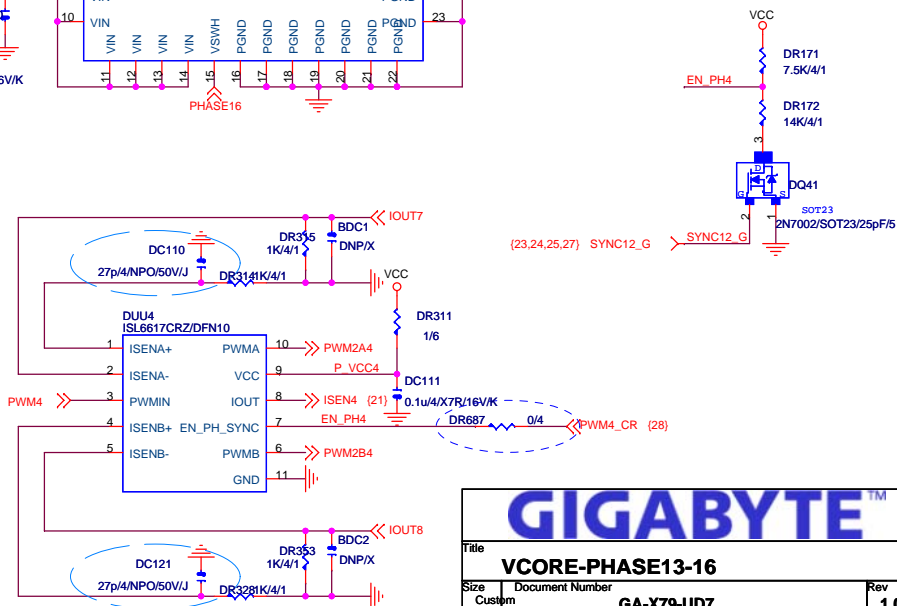 10
VIN
PGND
23
VIN
VIN
VIN
VIN
VSWH
PGND
PGND
PGND
PGND
PGND
PGND
PGND
11
12
13
14
15
16
17
18
19
20
21
22
6V/K
PHASE16
VCC
DR171
7.5K/4/1
EN_PH4
DR172
14K/4/1
3
D
G
S
DQ41
2
1
SOT23
2N7002/SOT23/25pF/5
{23,24,25,27} SYNC12_G
SYNC12_G
IOUT7
DR315
1K/4/1
BDC1
DNP/X
DC110
27p/4/NPO/50V/J
DR314 1K/4/1
VCC
DR311
1/6
DUU4
ISL6617CRZ/DFN10
1 ISENA+
PWMA 10 PWM2A4
2 ISENA-
VCC 9 P_VCC4
DC111
0.1u/4/X7R/16V/K
PWM4 3 PWMIN
IOUT 8 ISEN4 {21}
4 ISENB+
EN_PH_SYNC 7 EN_PH4
DR687 0/4
PWM4_CR {28}
5 ISENB-
PWMB 6 PWM2B4
GND 11
IOUT8
DR353
1K/4/1
BDC2
DNP/X
DC121
27p/4/NPO/50V/J
DR328 1K/4/1
GIGABYTE™
Title
VCORE-PHASE13-16
Size
Custom
Document Number
GA-X79-UD7
Rev